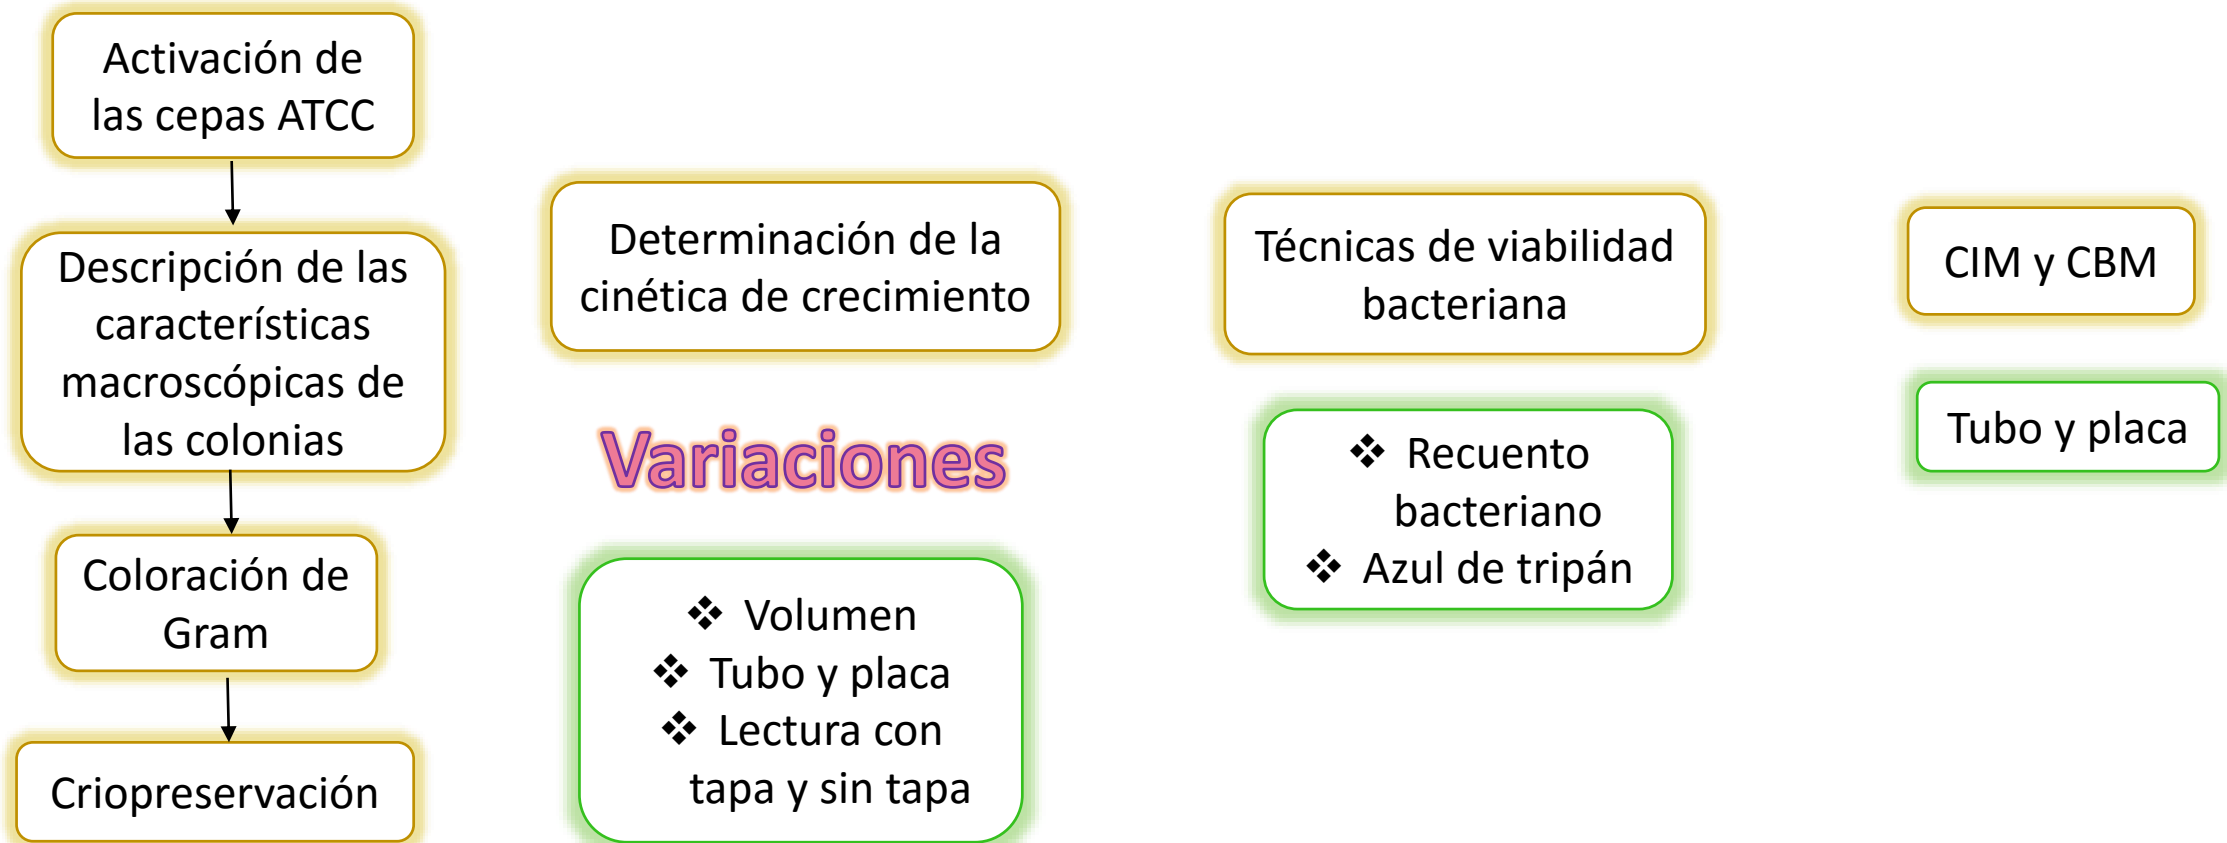 Activación de
las cepas ATCC
Descripción de las
características
macroscópicas de
las colonias
Coloración de
Gram
Criopreservación
Determinación de la
cinética de crecimiento
Variaciones
❖ Volumen
❖ Tubo y placa
❖ Lectura con
tapa y sin tapa
Técnicas de viabilidad
bacteriana
❖ Recuento
bacteriano
❖ Azul de tripán
CIM y CBM
Tubo y placa